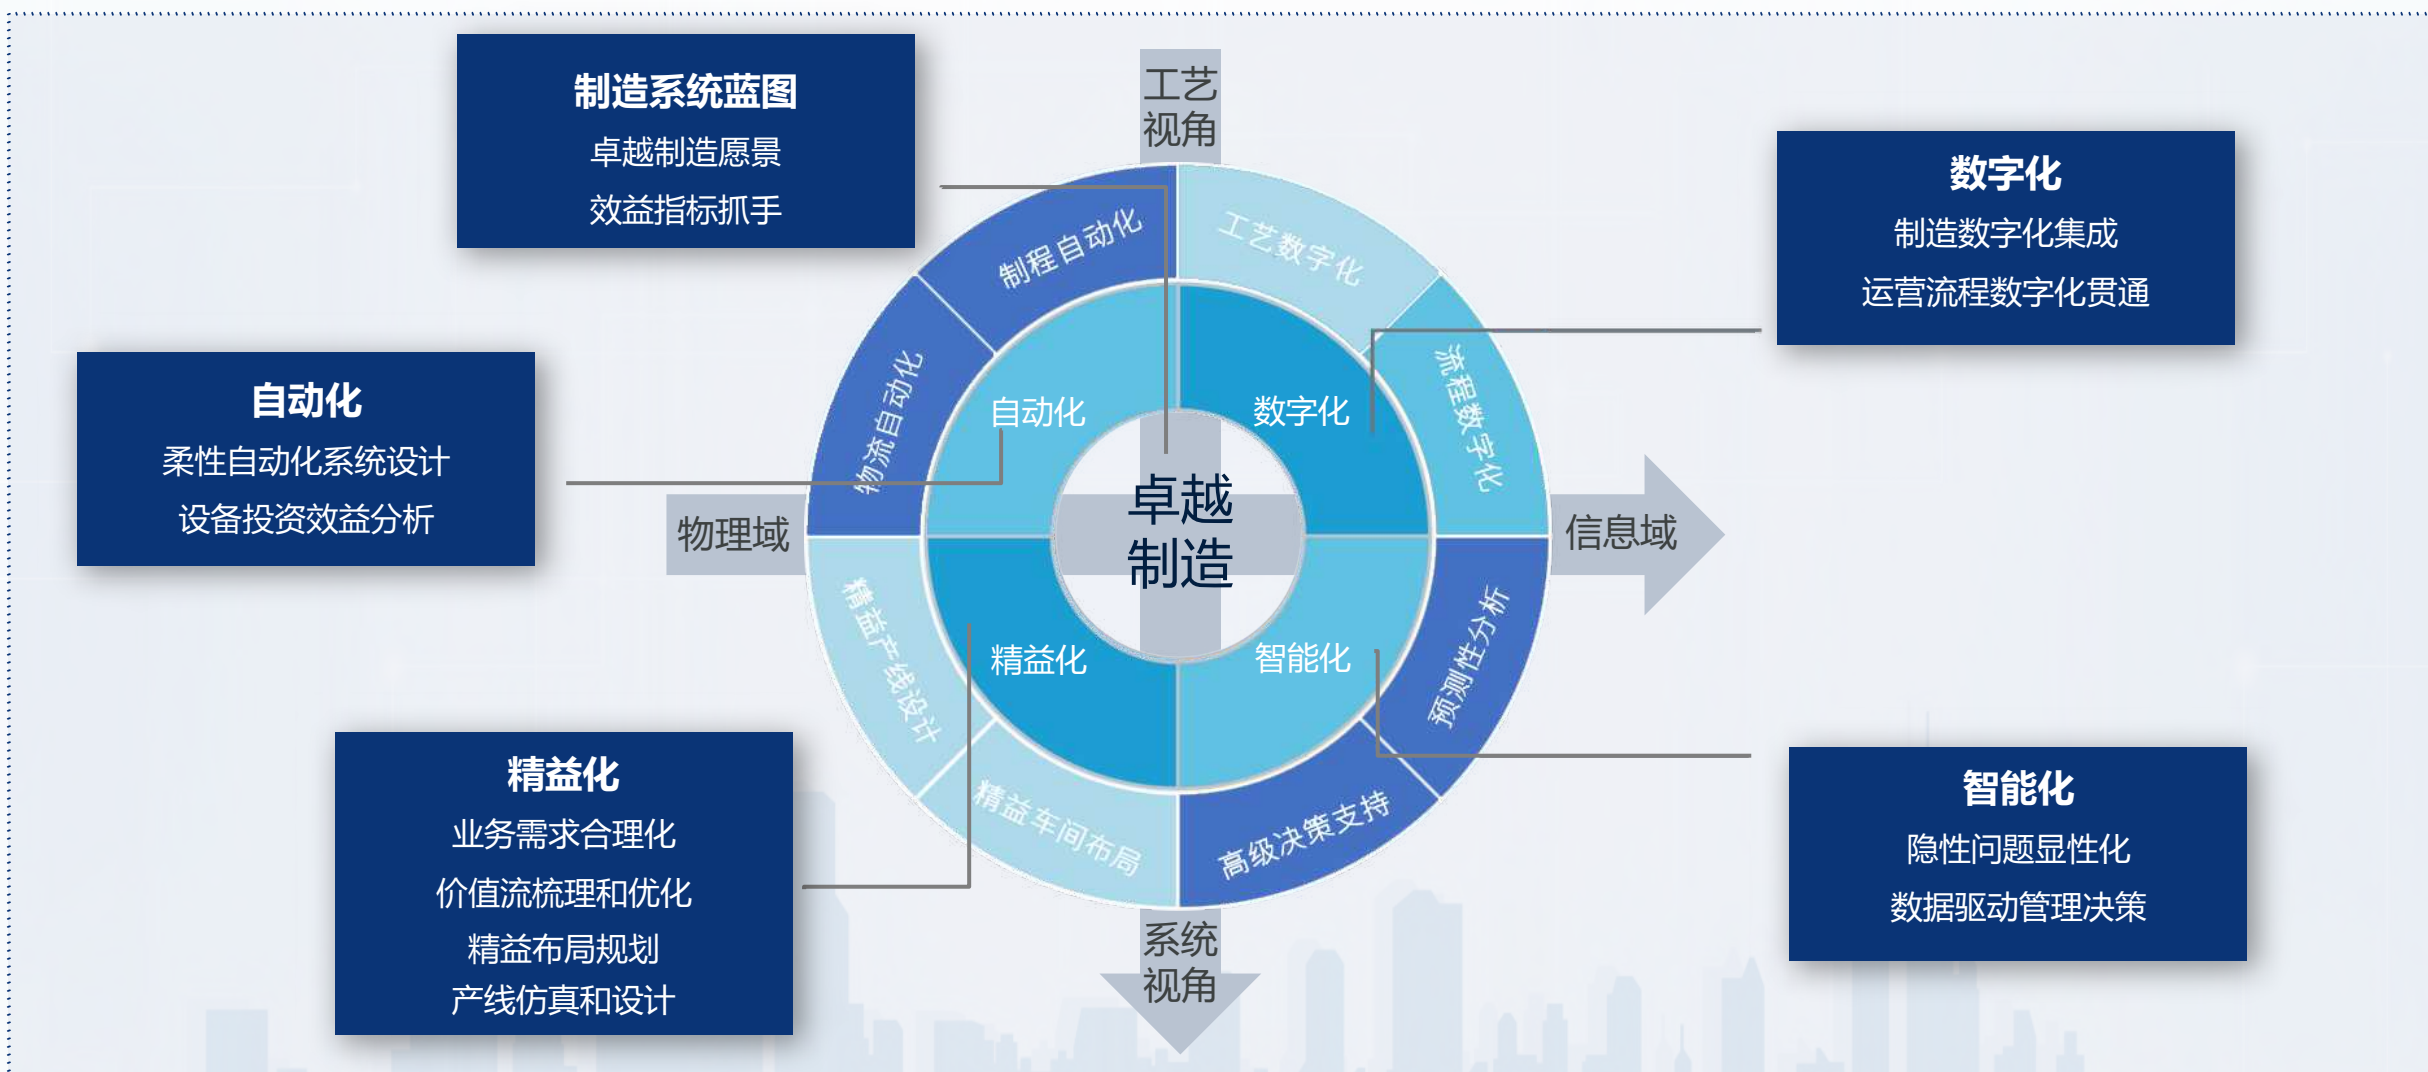 制造系统蓝图
卓越制造愿景
效益指标抓手
工艺
视角
数字化
制造数字化集成
运营流程数字化贯通
自动化
柔性自动化系统设计
设备投资效益分析
制程自动化
工艺数字化
物流自动化
流程数字化
自动化
数字化
物理域
卓越
制造
信息域
精益化
智能化
精益产线设计
预测性分析
精益车间布局
高级决策支持
精益化
业务需求合理化
价值流梳理和优化
精益布局规划
产线仿真和设计
智能化
隐性问题显性化
数据驱动管理决策
系统
视角